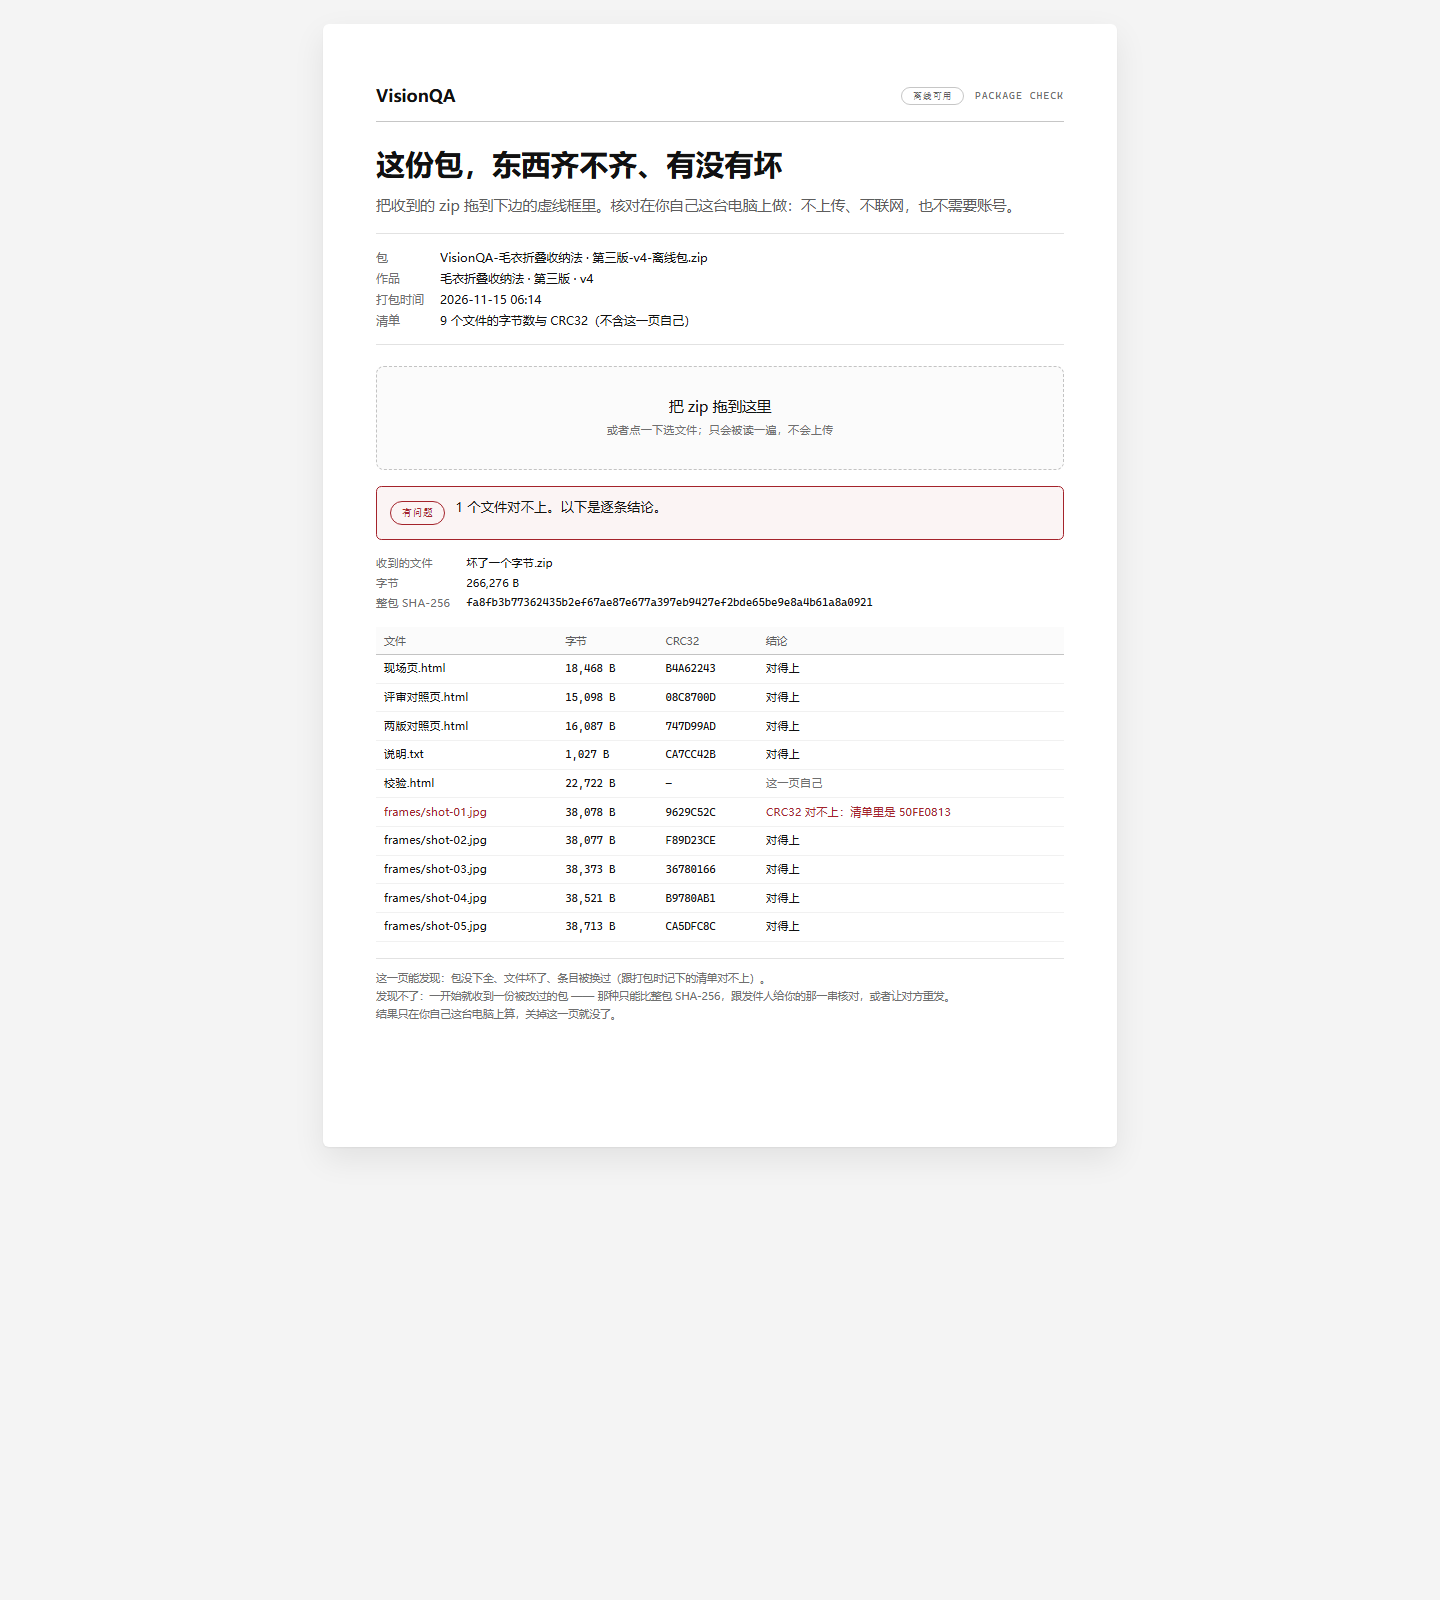 VisionQA
离线可用 PACKAGE CHECK
这份包，东西齐不齐、有没有坏
把收到的 zip 拖到下边的虚线框里。核对在你自己这台电脑上做：不上传、不联网，也不需要账号。
包 VisionQA-毛衣折叠收纳法 · 第三版-v4-离线包.zip
作品 毛衣折叠收纳法 · 第三版 · v4
打包时间 2026-11-15 06:14
清单 9 个文件的字节数与 CRC32（不含这一页自己）
把 zip 拖到这里
或者点一下选文件；只会被读一遍，不会上传
有问题 1 个文件对不上。以下是逐条结论。
收到的文件 坏了一个字节.zip
字节 266,276 B
整包 SHA-256 fa8fb3b77362435b2ef67ae87e677a397eb9427ef2bde65be9e8a4b61a8a0921
文件 字节 CRC32 结论
现场页.html 18,468 B B4A62243 对得上
评审对照页.html 15,098 B 08C8700D 对得上
两版对照页.html 16,087 B 747D99AD 对得上
说明.txt 1,027 B CA7CC42B 对得上
校验.html 22,722 B — 这一页自己
frames/shot-01.jpg 38,078 B 9629C52C CRC32 对不上：清单里是 50FE0813
frames/shot-02.jpg 38,077 B F89D23CE 对得上
frames/shot-03.jpg 38,373 B 36780166 对得上
frames/shot-04.jpg 38,521 B B9780AB1 对得上
frames/shot-05.jpg 38,713 B CA5DFC8C 对得上
这一页能发现：包没下全、文件坏了、条目被换过（跟打包时记下的清单对不上）。
发现不了：一开始就收到一份被改过的包 —— 那种只能比整包 SHA-256，跟发件人给你的那一串核对，或者让对方重发。
结果只在你自己这台电脑上算，关掉这一页就没了。